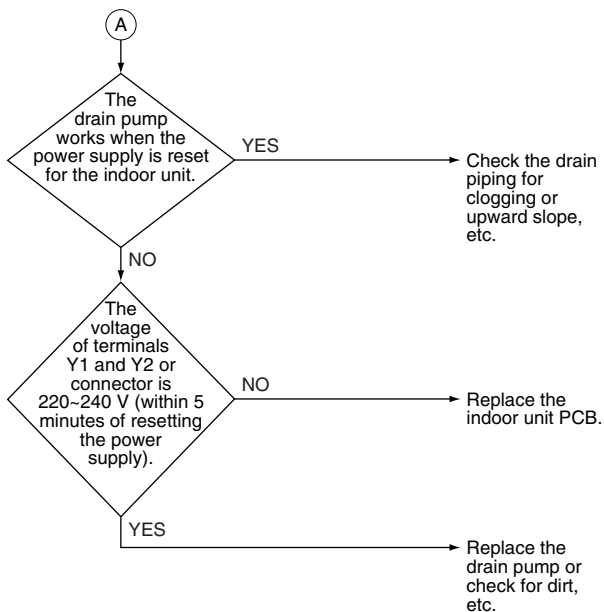 A
The
drain pump
works when the
power supply is reset
for the indoor unit.
YES
Check the drain
piping for
clogging or
upward slope,
etc.
NO
The
voltage
of terminals
Y1 and Y2 or
connector is
220~240 V (within 5
minutes of resetting
the power
supply).
NO
Replace the
indoor unit PCB.
YES
Replace the
drain pump or
check for dirt,
etc.